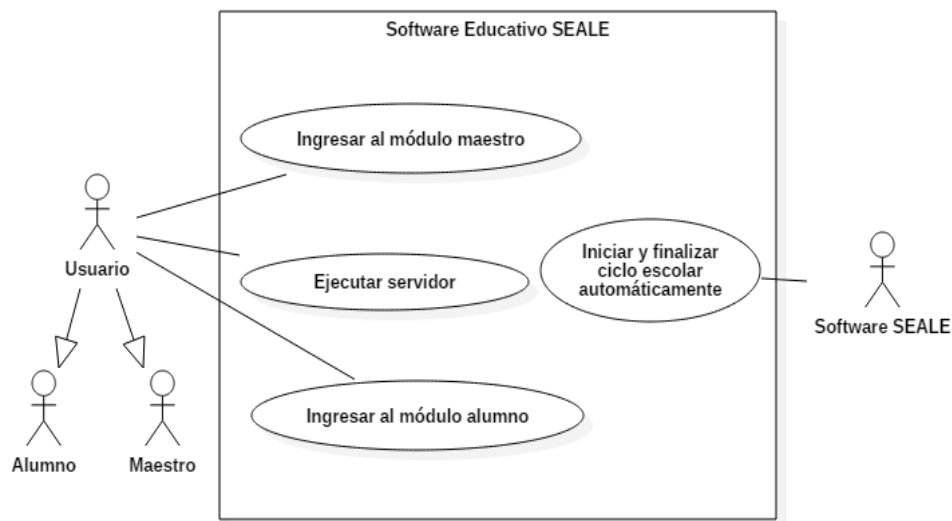 Software Educativo SEALE
Ingresar al módulo maestro
Usuario
Ejecutar servidor
Iniciar y finalizar
ciclo escolar
automáticamente
Software SEALE
Ingresar al módulo alumno
Alumno
Maestro